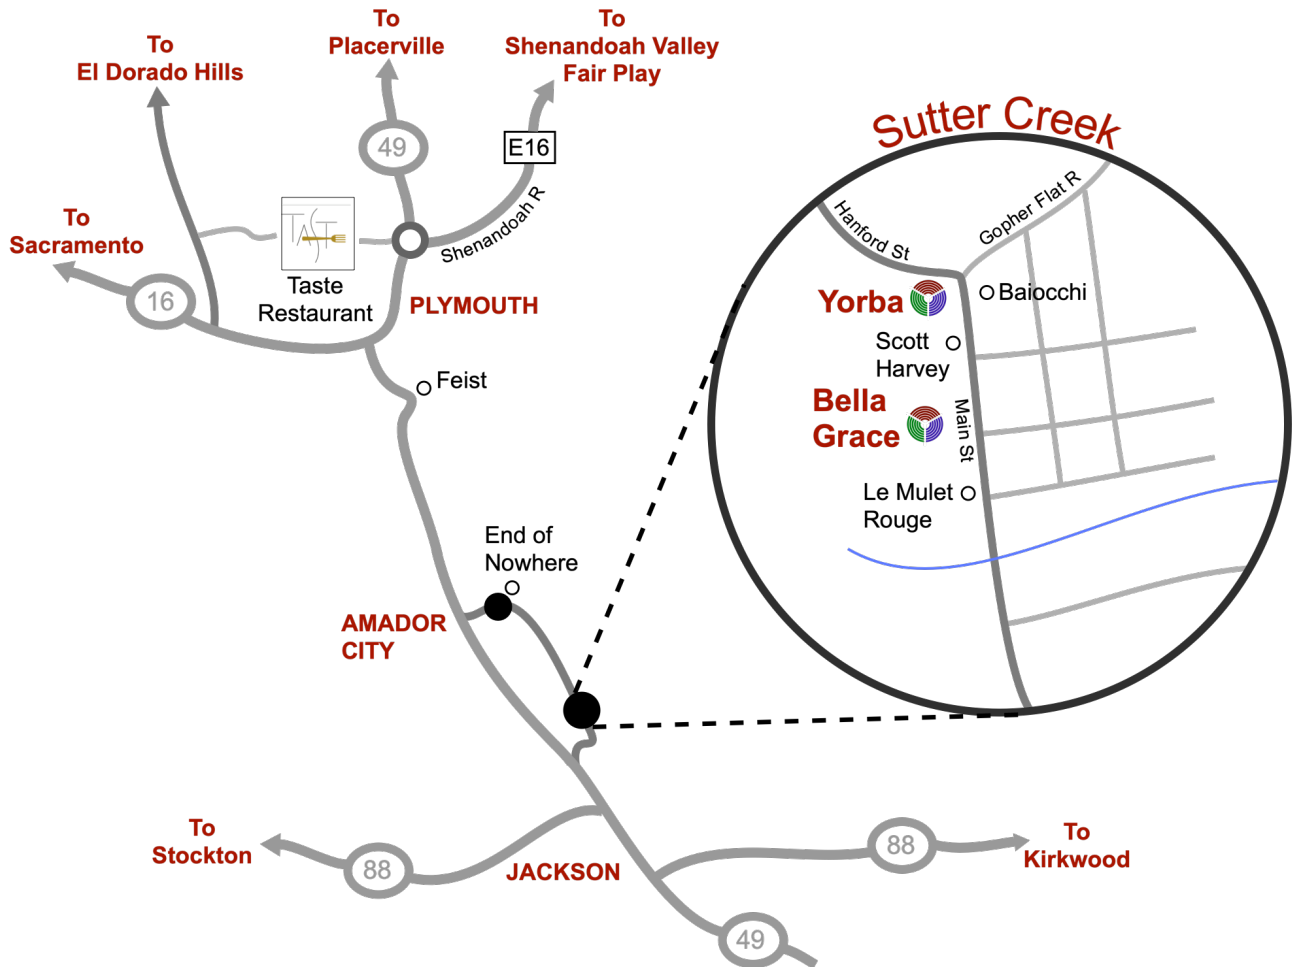 To
El Dorado Hills
To
Placerville
To
Shenandoah Valley
Fair Play
49
E16
Shenandoah R
To
Sacramento
16
TAST
Taste
Restaurant
PLYMOUTH
Feist
End of
Nowhere
AMADOR
CITY
Sutter Creek
Hanford St
Gopher Flat R
Yorba
Baiocchi
Scott
Harvey
Bella
Grace
Main St
Le Mulet
Rouge
To
Stockton
88
JACKSON
88
To
Kirkwood
49